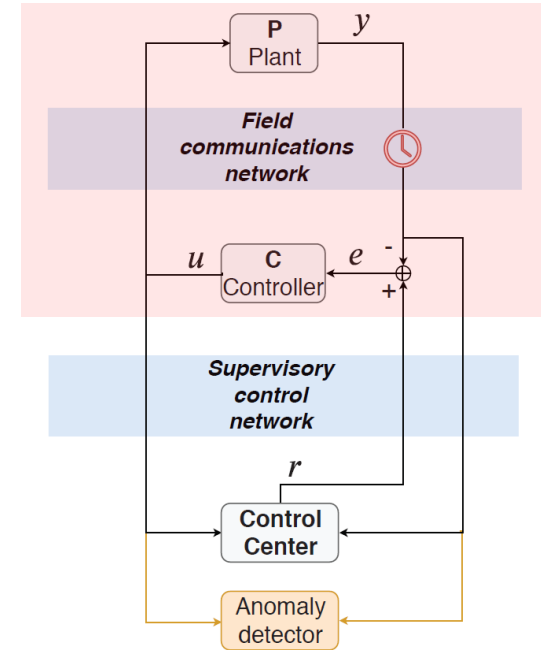 P
Plant
y
Field
communications
network
-
u
C
Controller
e
+
Supervisory
control
network
r
Control
Center
Anomaly
detector